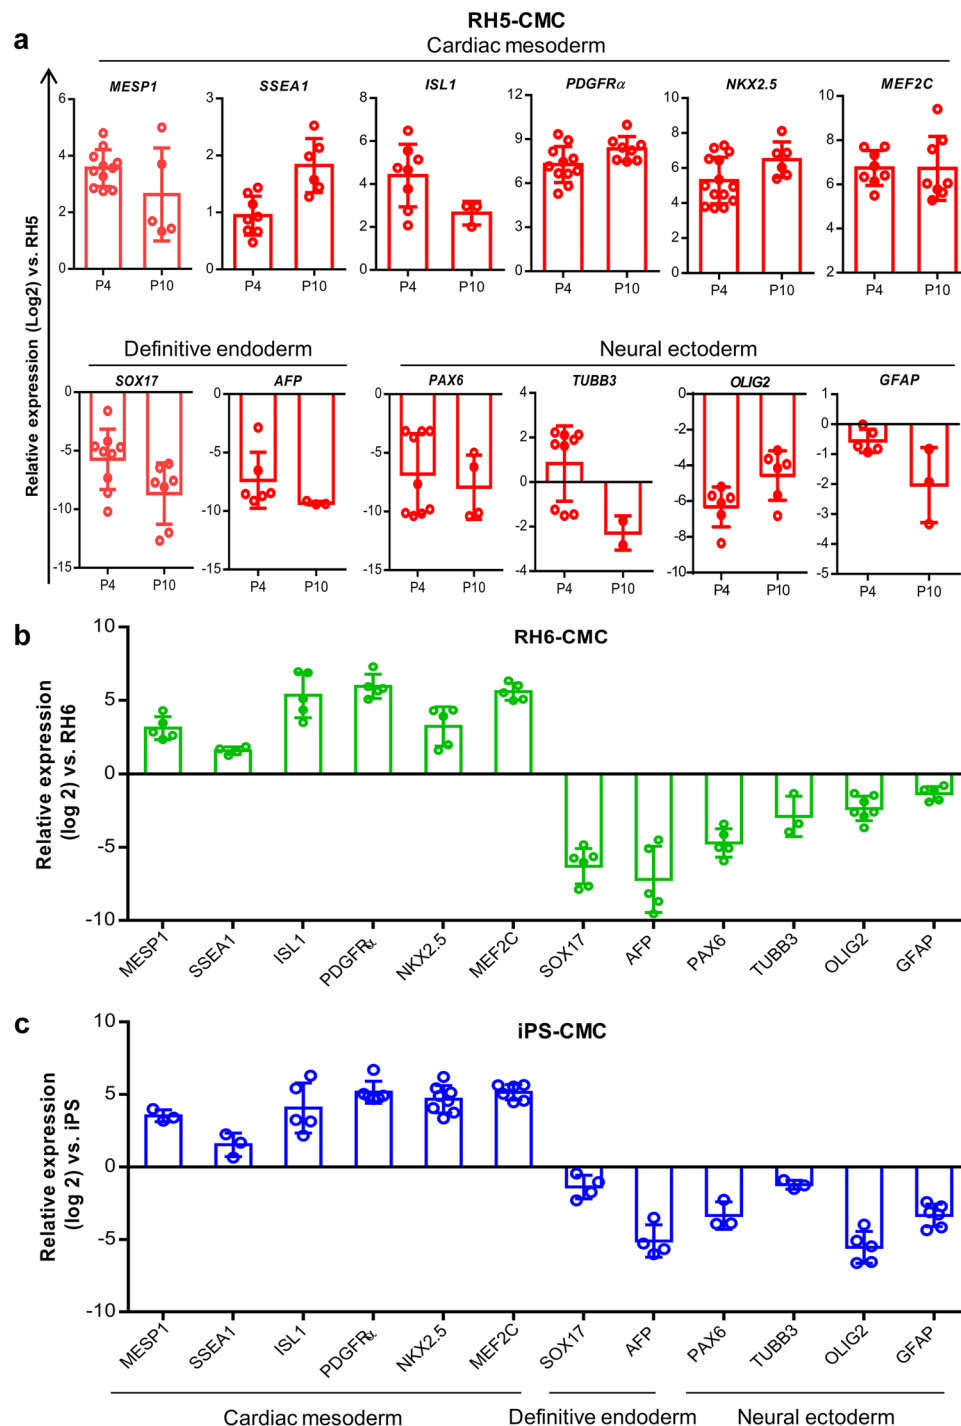 a
RH5-CMC
Cardiac mesoderm
Relative expression (Log2) vs. RH5
MESP1 SSEA1 ISL1 PDGFRα NKX2.5 MEF2C
6 3 8 12 10 10
4 2 6 9 8 8
2 1 4 6 6 6
0 0 2 3 4 4
0 0 2 2
0
P4 P10 P4 P10 P4 P10 P4 P10 P4 P10 P4 P10
Definitive endoderm Neural ectoderm
SOX17 AFP PAX6 TUBB3 OLIG2 GFAP
0 0 0 4 0 1
-5 -5 -5 2 -2 0
-10 -10 -10 0 -4 -1
-15 -15 -15 -2 -6 -2
-4 -8 -3
-10 -4
-5
P4 P10 P4 P10 P4 P10 P4 P10 P4 P10 P4 P10
b
RH6-CMC
Relative expression
(log 2) vs. RH6
10
5
0
-5
-10
MESP1 SSEA1 ISL1 PDGFRα NKX2.5 MEF2C SOX17 AFP PAX6 TUBB3 OLIG2 GFAP
c
iPS-CMC
Relative expression
(log 2) vs. iPS
10
5
0
-5
-10
MESP1 SSEA1 ISL1 PDGFRα NKX2.5 MEF2C SOX17 AFP PAX6 TUBB3 OLIG2 GFAP
Cardiac mesoderm Definitive endoderm Neural ectoderm